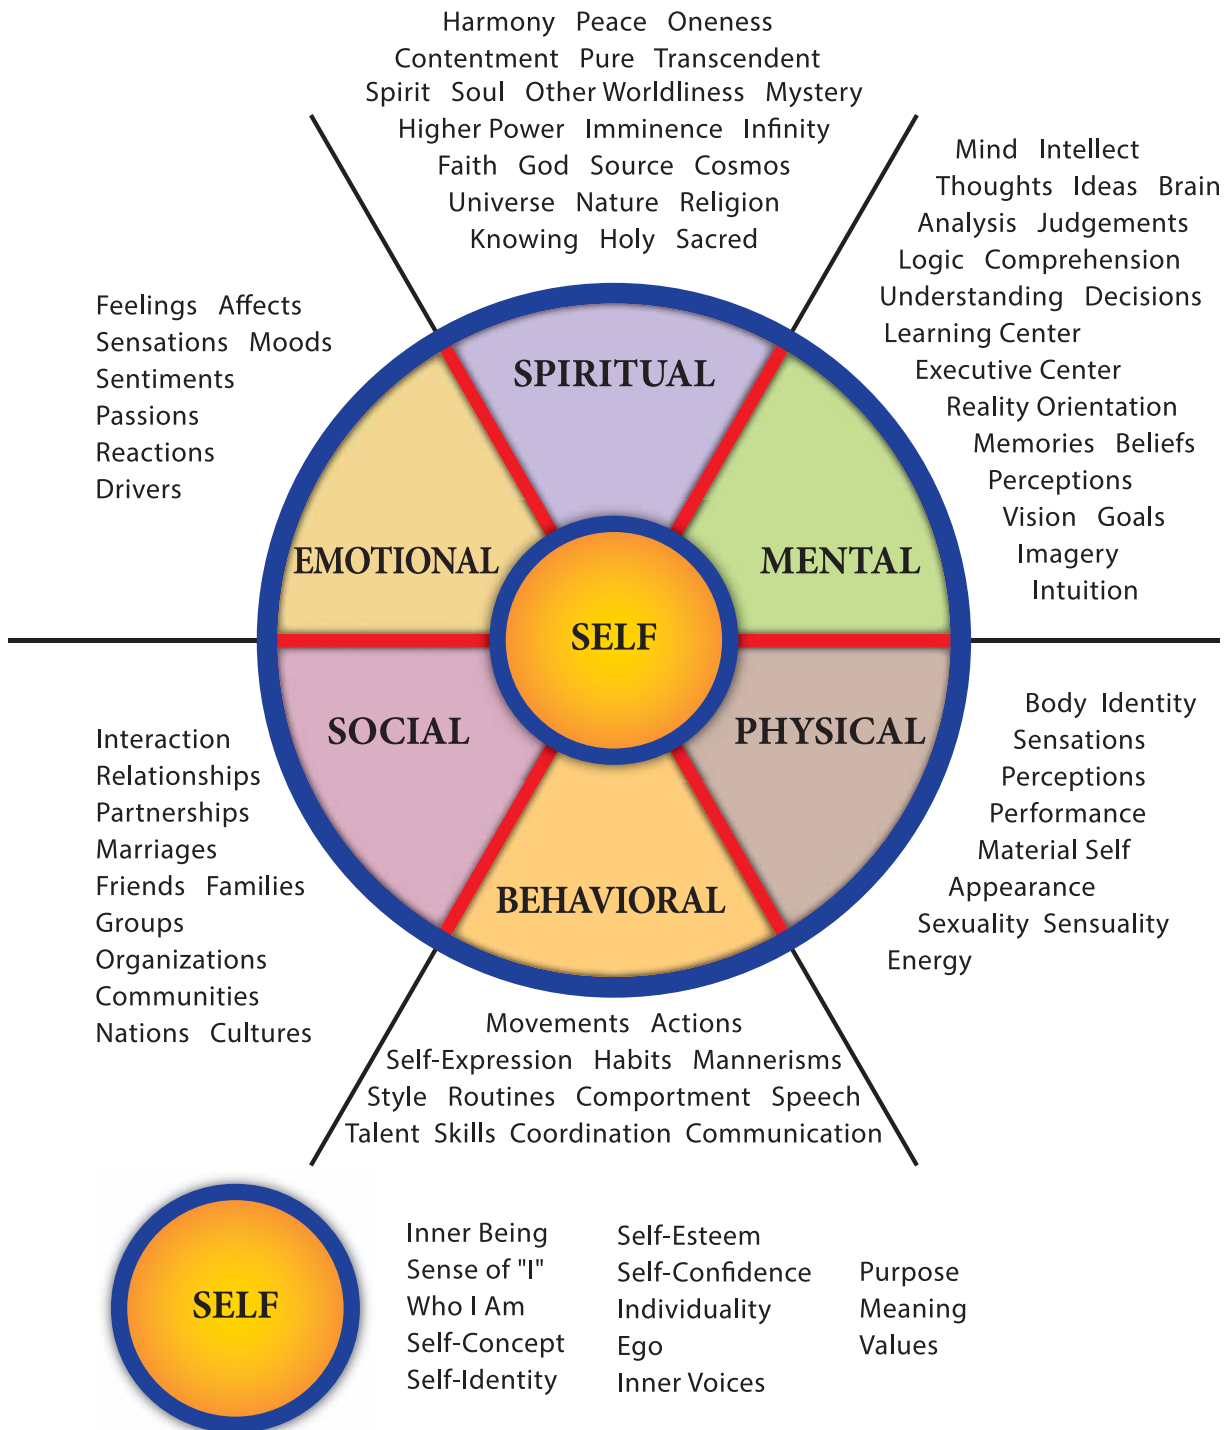 Harmony Peace Oneness
Contentment Pure Transcendent
Spirit Soul Other Worldliness Mystery
Higher Power Imminence Infinity
Faith God Source Cosmos
Universe Nature Religion
Knowing Holy Sacred
Mind Intellect
Thoughts Ideas Brain
Analysis Judgements
Logic Comprehension
Understanding Decisions
Learning Center
Executive Center
Reality Orientation
Memories Beliefs
Perceptions
Vision Goals
Imagery
Intuition
Feelings Affects
Sensations Moods
Sentiments
Passions
Reactions
Drivers
SPIRITUAL
EMOTIONAL
MENTAL
SELF
SOCIAL
PHYSICAL
BEHAVIORAL
Interaction
Relationships
Partnerships
Marriages
Friends Families
Groups
Organizations
Communities
Nations Cultures
Body Identity
Sensations
Perceptions
Performance
Material Self
Appearance
Sexuality Sensuality
Energy
Movements Actions
Self-Expression Habits Mannerisms
Style Routines Comportment Speech
Talent Skills Coordination Communication
SELF
Inner Being
Sense of "I"
Who I Am
Self-Concept
Self-Identity
Self-Esteem
Self-Confidence
Individuality
Ego
Inner Voices
Purpose
Meaning
Values